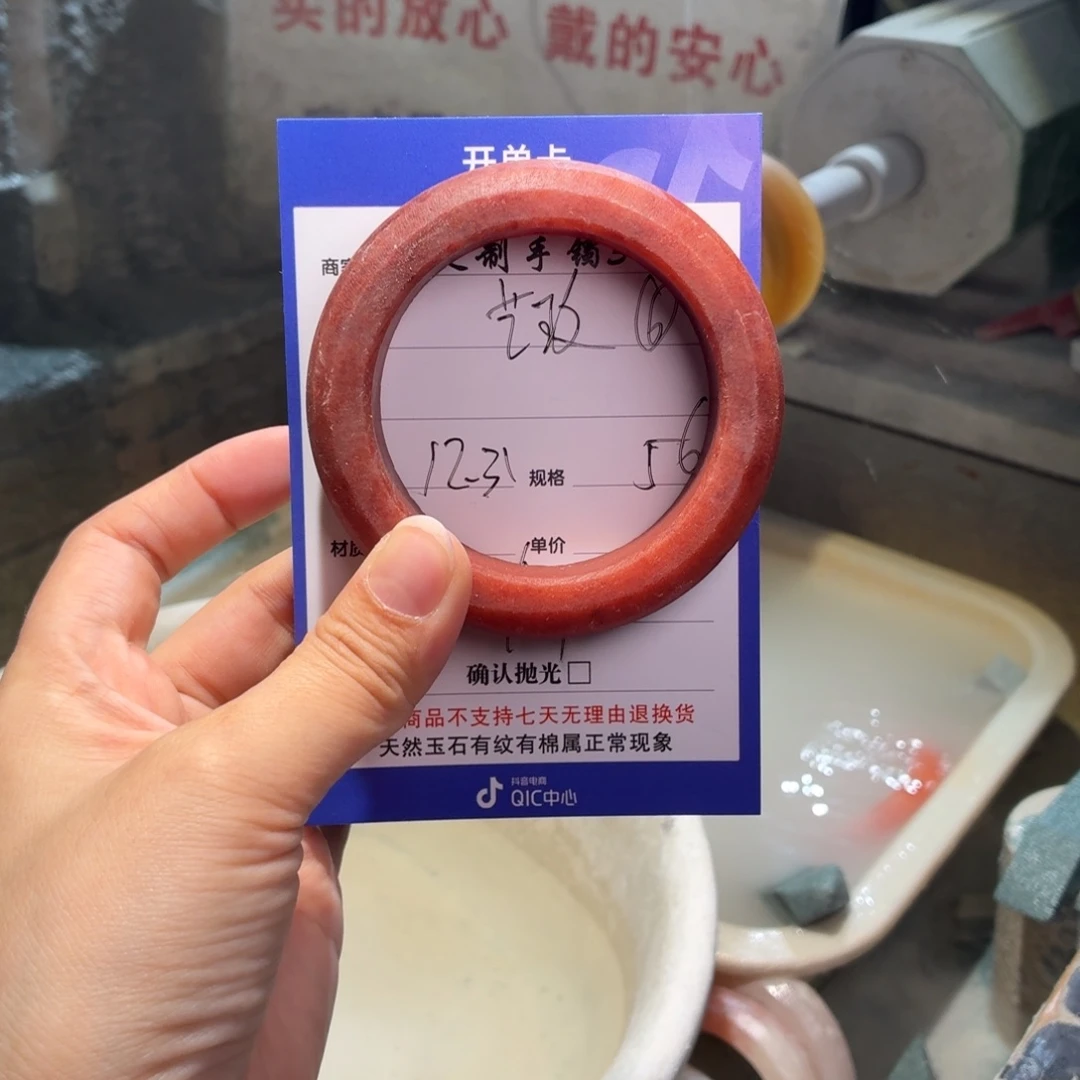 买的放心 戴的安心
开单卡
商家
制手镯
6
12-31 规格 56
材质 单价
确认抛光□
商品不支持七天无理由退换货
天然玉石有纹有棉属正常现象
抖音电商
QIC中心